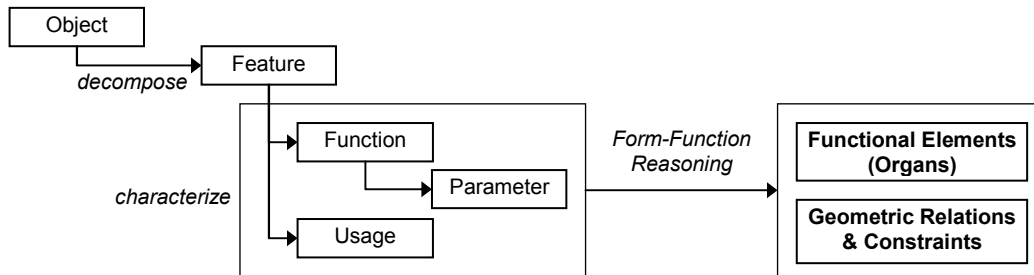 Object
decompose
Feature
Function
Parameter
characterize
Usage
Form-Function
Reasoning
Functional Elements
(Organs)
Geometric Relations
& Constraints